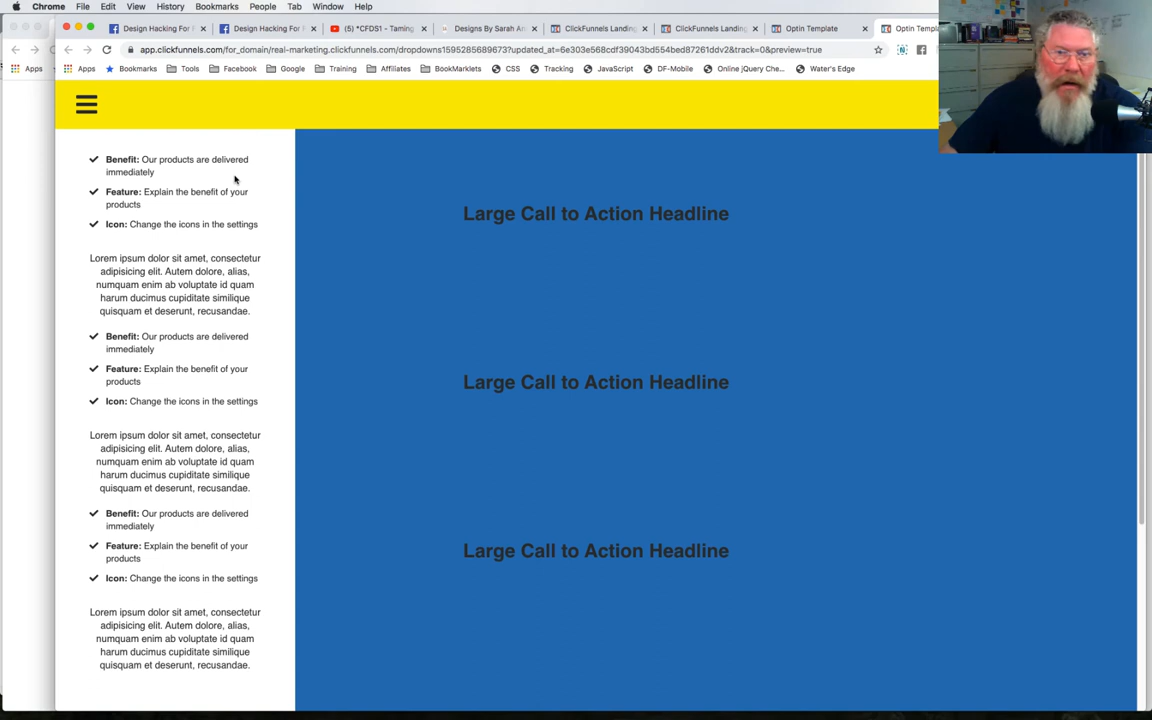 Chrome File Edit View History Bookmarks People Tab Window Help
Design Hacking For F
Design Hacking For F
(5) *CFDS1 - Taming
Designs By Sarah An
ClickFunnels Landing
ClickFunnels Landing
Optin Template
Optin Temp
app.clickfunnels.com/for_domain/real-marketing.clickfunnels.com/dropdowns1595285689673?updated_at=6e303e568cdf39043bd554bed87261ddv2&track=0&preview=true
Apps
Apps Bookmarks Tools Facebook Google Training Affiliates BookMarklets CSS Tracking JavaScript DF-Mobile Online jQuery Che... Water's Edge
Benefit: Our products are delivered
immediately
Feature: Explain the benefit of your
products
Icon: Change the icons in the settings
Lorem ipsum dolor sit amet, consectetur
adipisicing elit. Autem dolore, alias,
numquam enim ab voluptate id quam
harum ducimus cupiditate similique
quisquam et deserunt, recusandae.
Benefit: Our products are delivered
immediately
Feature: Explain the benefit of your
products
Icon: Change the icons in the settings
Lorem ipsum dolor sit amet, consectetur
adipisicing elit. Autem dolore, alias,
numquam enim ab voluptate id quam
harum ducimus cupiditate similique
quisquam et deserunt, recusandae.
Benefit: Our products are delivered
immediately
Feature: Explain the benefit of your
products
Icon: Change the icons in the settings
Lorem ipsum dolor sit amet, consectetur
adipisicing elit. Autem dolore, alias,
numquam enim ab voluptate id quam
harum ducimus cupiditate similique
quisquam et deserunt, recusandae.
Large Call to Action Headline
Large Call to Action Headline
Large Call to Action Headline